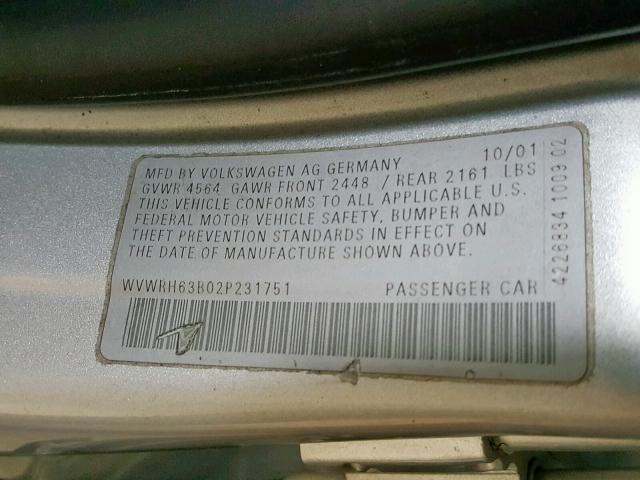 MFD BY VOLKSWAGEN AG GERMANY 10/01
GVWR 4564 GAWR FRONT 2448 / REAR 2161 LBS
THIS VEHICLE CONFORMS TO ALL APPLICABLE U.S.
FEDERAL MOTOR VEHICLE SAFETY, BUMPER AND
THEFT PREVENTION STANDARDS IN EFFECT ON
THE DATE OF MANUFACTURE SHOWN ABOVE.
WVWRH63B02P231751 PASSENGER CAR
42268834 1009 02